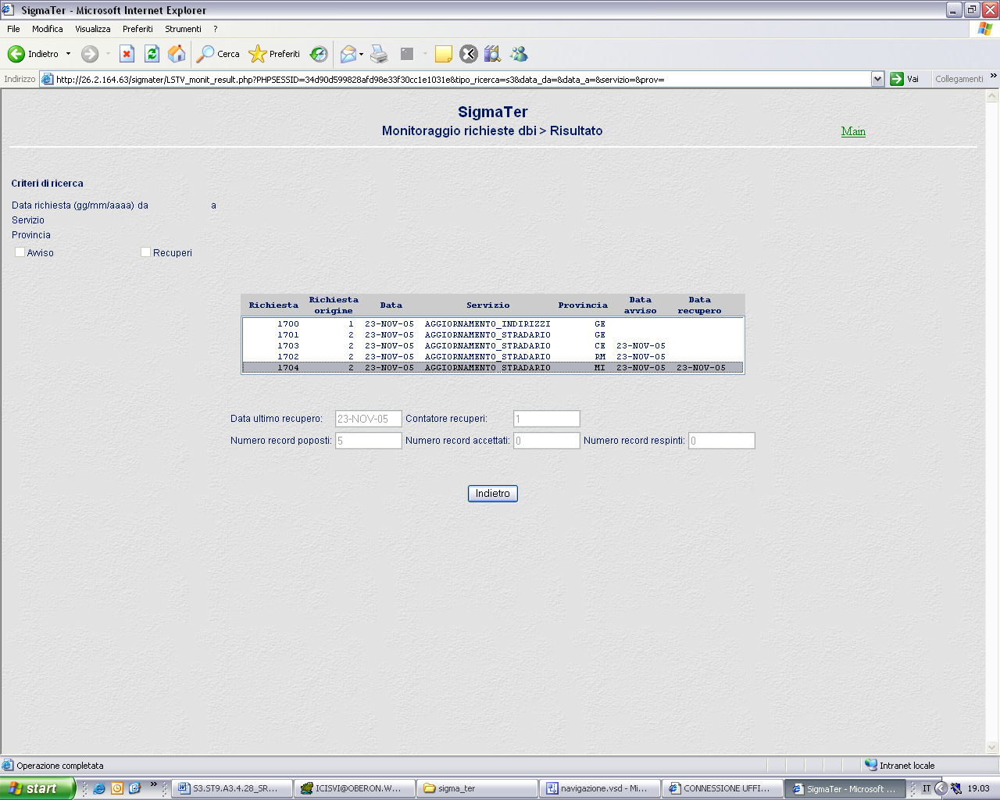 SigmaTer - Microsoft Internet Explorer
File Modifica Visualizza Preferiti Strumenti ?
Indietro Cerca Preferiti
Indirizzo http://26.2.164.63/sigmater/LSTV_monit_result.php?PHPSESSID=34d90d599828afd98e33f30cc1e1031e&tipo_ricerca=s3&data_da=&data_a=&servizio=&prov= Vai Collegamenti »
SigmaTer
Monitoraggio richieste dbi > Risultato
Main
Criteri di ricerca
Data richiesta (gg/mm/aaaa) da a
Servizio
Provincia
Avviso Recuperi
Richiesta Richiesta origine Data Servizio Provincia Data avviso Data recupero
1700 1 23-NOV-05 AGGIORNAMENTO_INDIRIZZI GE
1701 2 23-NOV-05 AGGIORNAMENTO_STRADARIO GE
1703 2 23-NOV-05 AGGIORNAMENTO_STRADARIO CE 23-NOV-05
1702 2 23-NOV-05 AGGIORNAMENTO_STRADARIO RM 23-NOV-05
1704 2 23-NOV-05 AGGIORNAMENTO_STRADARIO MI 23-NOV-05 23-NOV-05
Data ultimo recupero: 23-NOV-05 Contatore recuperi: 1
Numero record poposti: 5 Numero record accettati: 0 Numero record respinti: 0
Indietro
Operazione completata Intranet locale
start » S3.ST9.A3.4.28_SR... ICISVI@OBERON.W... sigma_ter navigazione.vsd - Mi... CONNESSIONE UFFI... SigmaTer - Microsoft ... IT 19.03